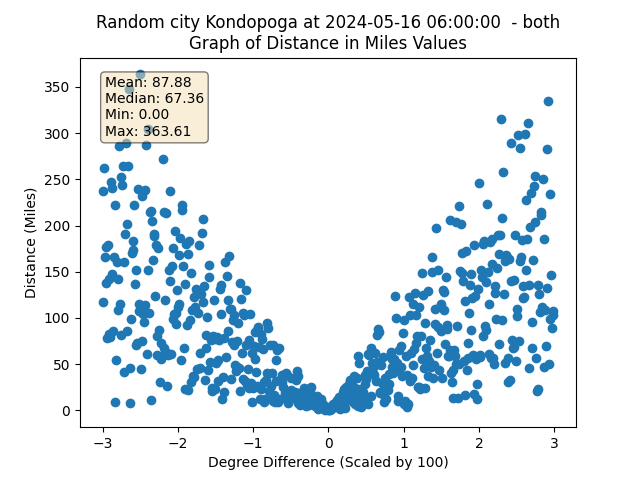 Random city Kondopoga at 2024-05-16 06:00:00  - both
Graph of Distance in Miles Values
Mean: 87.88
Median: 67.36
Min: 0.00
Max: 363.61
Distance (Miles)
350
300
250
200
150
100
50
0
−3
−2
−1
0
1
2
3
Degree Difference (Scaled by 100)